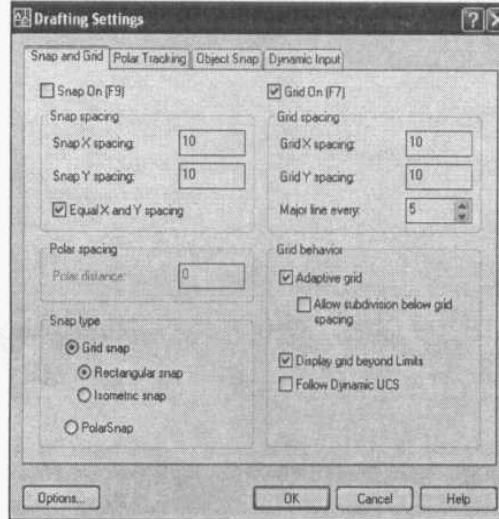 Drafting Settings
Snap and Grid Polar Tracking Object Snap Dynamic Input
Snap On (F9)
Grid On (F7)
Snap spacing
Snap X spacing: 10
Snap Y spacing: 10
Equal X and Y spacing
Polar spacing
Polar distance: 0
Snap type
Grid snap
Rectangular snap
Isometric snap
PolarSnap
Grid spacing
Grid X spacing: 10
Grid Y spacing: 10
Major line every: 5
Grid behavior
Adaptive grid
Allow subdivision below grid
spacing
Display grid beyond Limits
Follow Dynamic UCS
Options... OK Cancel Help